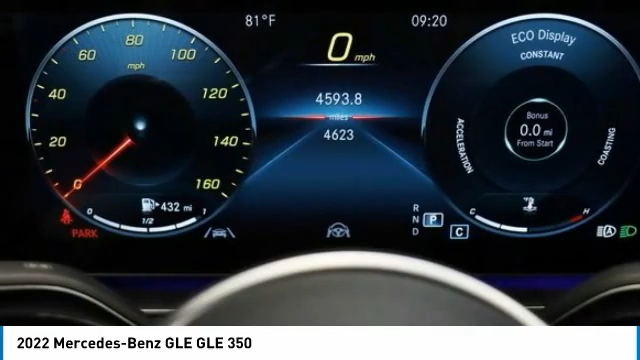 81°F
09:20
0 mph
80
60
100
mph
40
120
20
140
0
160
4593.8
miles
4623
ECO Display
CONSTANT
ACCELERATION
COASTING
Bonus
0.0 mi
From Start
432 mi
0
1/2
1
PARK
R
N
D
P
C
C
H
A
2022 Mercedes-Benz GLE GLE 350